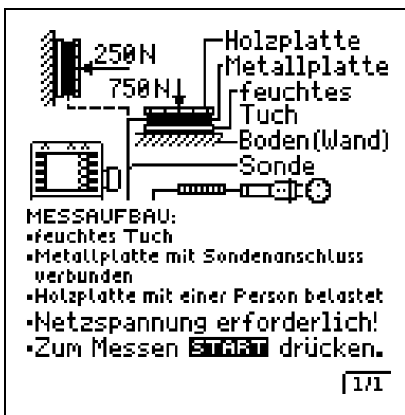 250N
Holzplatte
Metallplatte
750N
feuchtes
Tuch
Boden(Wand)
Sonde
MESSAUFBAU:
•feuchtes Tuch
•Metallplatte mit Sondenanschluss
verbunden
•Holzplatte mit einer Person belastet
•Netzspannung erforderlich!
•Zum Messen START drücken.
1/1